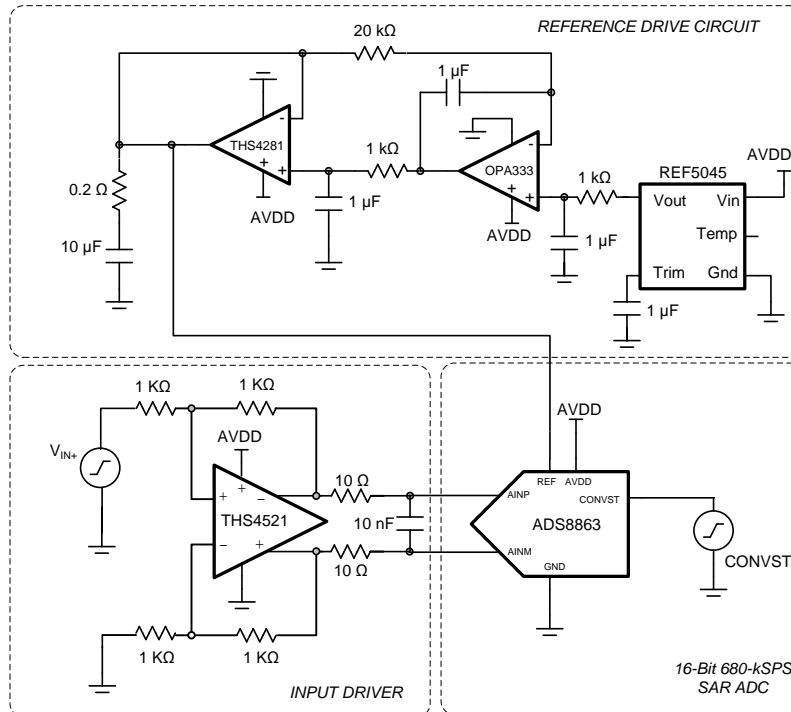 REFERENCE DRIVE CIRCUIT
20 kΩ
1 µF
-
THS4281
+
+
AVDD
1 kΩ
1 µF
-
OPA333
+
+
AVDD
1 kΩ
1 µF
REF5045
AVDD
Vout
Vin
Temp
Trim
Gnd
1 µF
0.2 Ω
10 µF
1 KΩ
1 KΩ
VIN+
AVDD
+
+
−
THS4521
−
+
10 Ω
10 nF
10 Ω
1 KΩ
1 KΩ
INPUT DRIVER
AVDD
REF
AVDD
CONVST
AINP
ADS8863
AINM
GND
CONVST
16-Bit 680-kSPS
SAR ADC